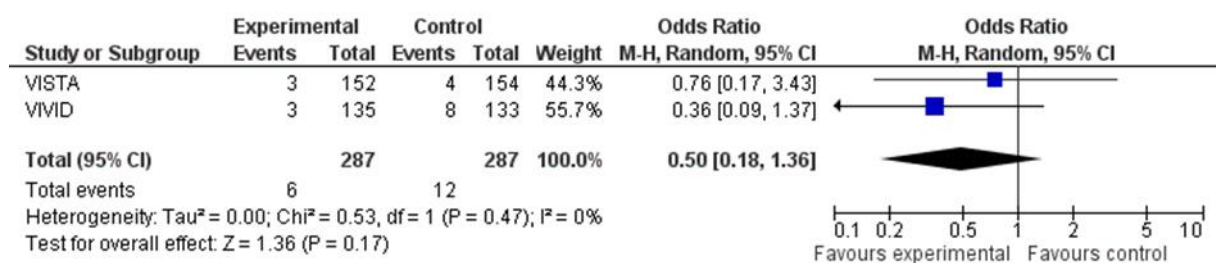 Experimental Control Odds Ratio Odds Ratio
Study or Subgroup Events Total Events Total Weight M-H, Random, 95% CI M-H, Random, 95% CI
VISTA 3 152 4 154 44.3% 0.76 [0.17, 3.43]
VIVID 3 135 8 133 55.7% 0.36 [0.09, 1.37]
Total (95% CI) 287 287 100.0% 0.50 [0.18, 1.36]
Total events 6 12
Heterogeneity: Tau² = 0.00; Chi² = 0.53, df = 1 (P = 0.47); I² = 0%
Test for overall effect: Z = 1.36 (P = 0.17)
0.1 0.2 0.5 1 2 5 10
Favours experimental Favours control